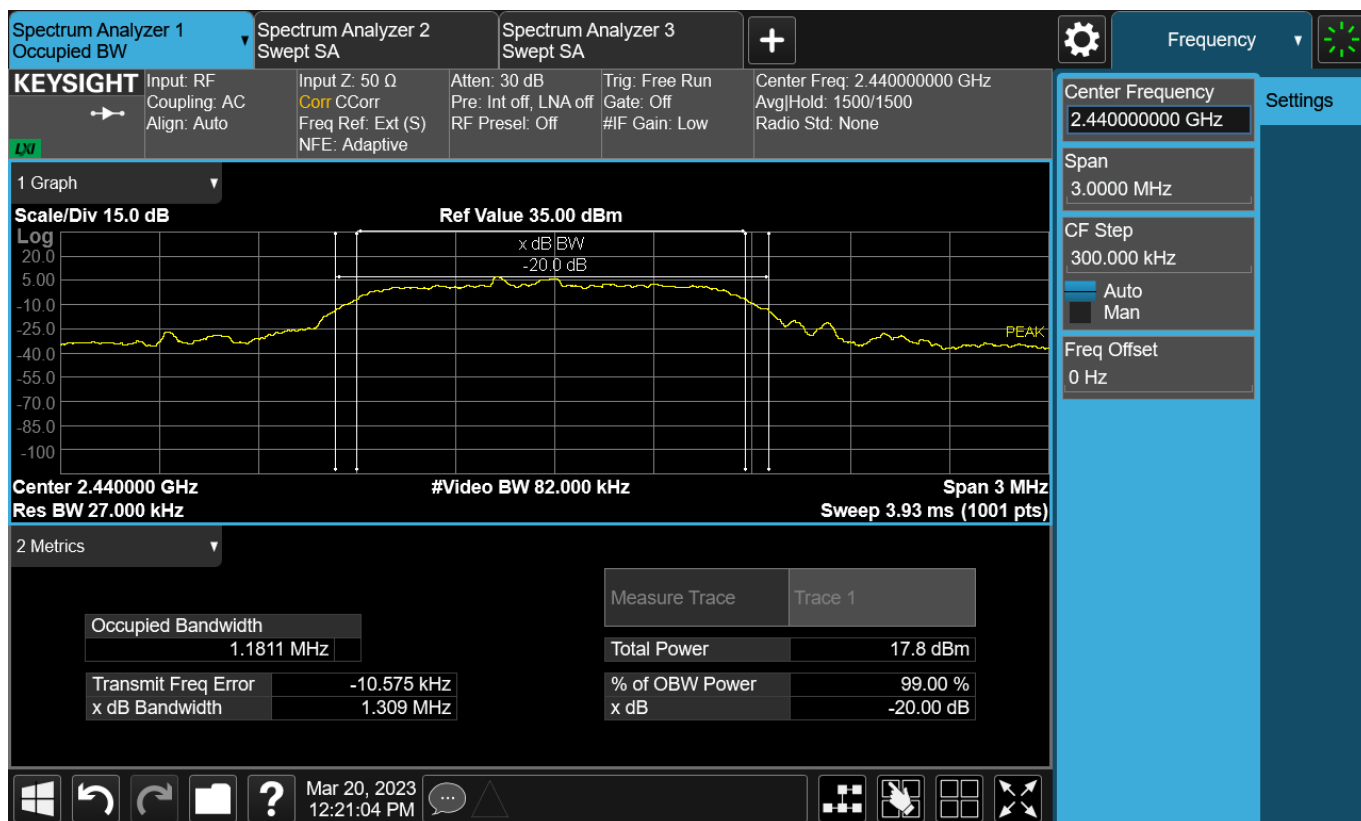 Spectrum Analyzer 1
Occupied BW
Spectrum Analyzer 2
Swept SA
Spectrum Analyzer 3
Swept SA
Frequency
KEYSIGHT
LXI
Input: RF
Coupling: AC
Align: Auto
Input Z: 50 Ω
Corr CCorr
Freq Ref: Ext (S)
NFE: Adaptive
Atten: 30 dB
Pre: Int off, LNA off
RF Presel: Off
Trig: Free Run
Gate: Off
#IF Gain: Low
Center Freq: 2.440000000 GHz
Avg|Hold: 1500/1500
Radio Std: None
Center Frequency
2.440000000 GHz
Settings
Span
3.0000 MHz
CF Step
300.000 kHz
Auto
Man
Freq Offset
0 Hz
1 Graph
Scale/Div 15.0 dB
Ref Value 35.00 dBm
Log
x dB BW
-20.0 dB
20.0
5.00
-10.0
-25.0
-40.0
-55.0
-70.0
-85.0
-100
PEAK
Center 2.440000 GHz
#Video BW 82.000 kHz
Span 3 MHz
Res BW 27.000 kHz
Sweep 3.93 ms (1001 pts)
2 Metrics
Measure Trace
Trace 1
Occupied Bandwidth
1.1811 MHz
Total Power
17.8 dBm
Transmit Freq Error
-10.575 kHz
% of OBW Power
99.00 %
x dB Bandwidth
1.309 MHz
x dB
-20.00 dB
?
Mar 20, 2023
12:21:04 PM